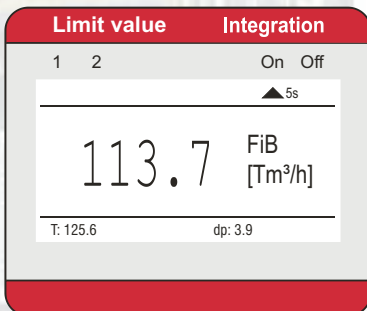 Limit value Integration
1 2 On Off
5s
113.7 FiB
[Tm³/h]
T: 125.6 dp: 3.9